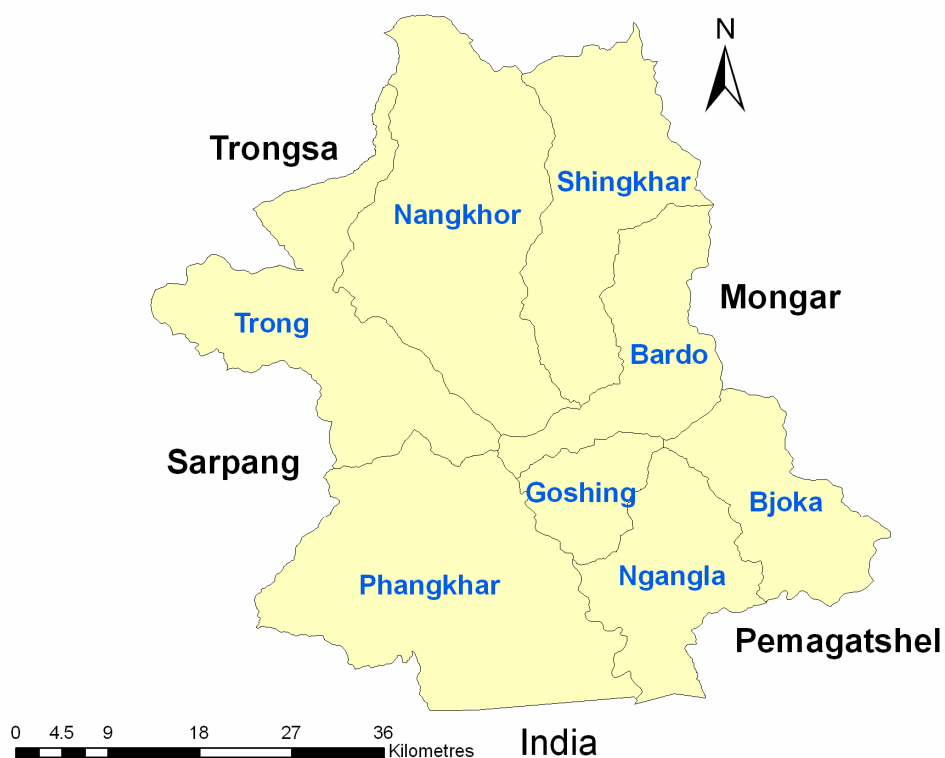 N
Trongsa
Shingkhar
Nangkhor
Mongar
Trong
Bardo
Sarpang
Goshing
Bjoka
Ngangla
Phangkhar
Pemagatshel
0 4.5 9 18 27 36
Kilometres
India